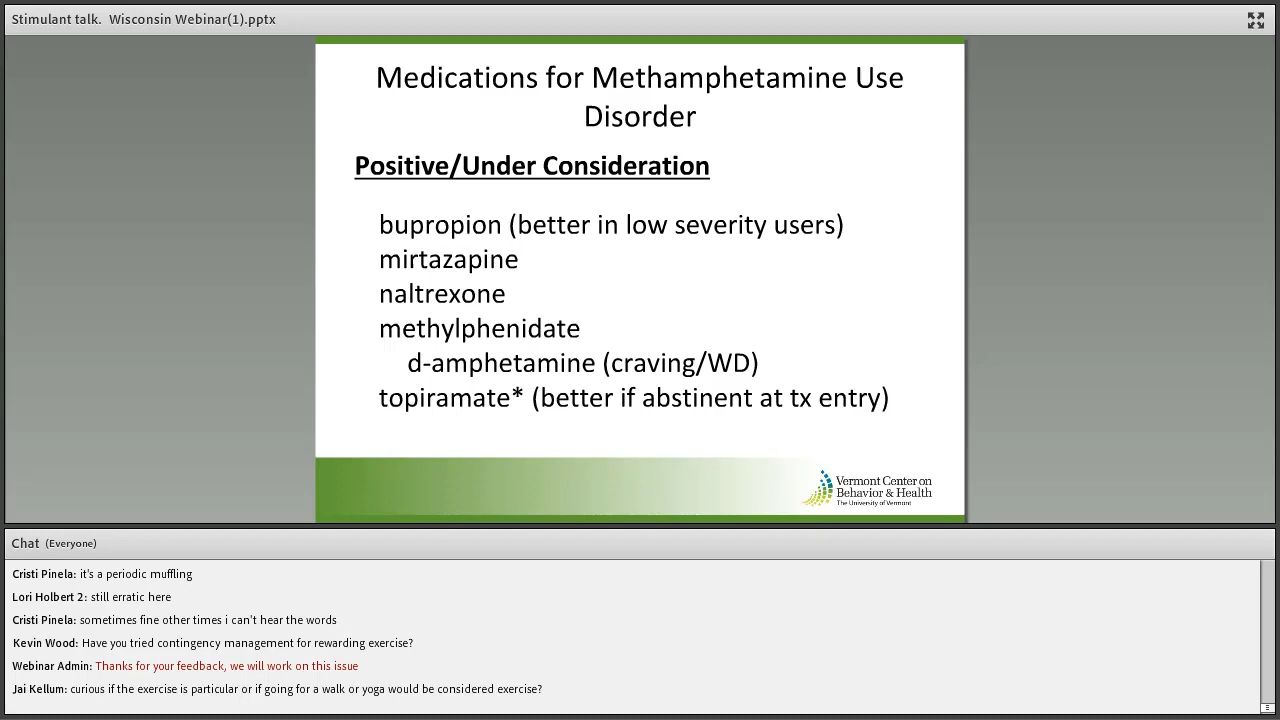 Stimulant talk.  Wisconsin Webinar(1).pptx
Medications for Methamphetamine Use
Disorder
Positive/Under Consideration
bupropion (better in low severity users)
mirtazapine
naltrexone
methylphenidate
d-amphetamine (craving/WD)
topiramate* (better if abstinent at tx entry)
Vermont Center on
Behavior & Health
The University of Vermont
Chat (Everyone)
Cristi Pinela: it's a periodic muffling
Lori Holbert 2: still erratic here
Cristi Pinela: sometimes fine other times i can't hear the words
Kevin Wood: Have you tried contingency management for rewarding exercise?
Webinar Admin: Thanks for your feedback, we will work on this issue
Jai Kellum: curious if the exercise is particular or if going for a walk or yoga would be considered exercise?